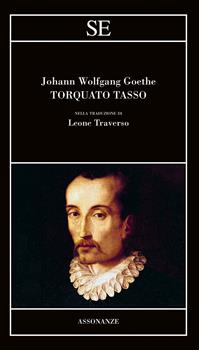 SE
Johann Wolfgang Goethe
TORQUATO TASSO
NELLA TRADUZIONE DI
Leone Traverso
ASSONANZE